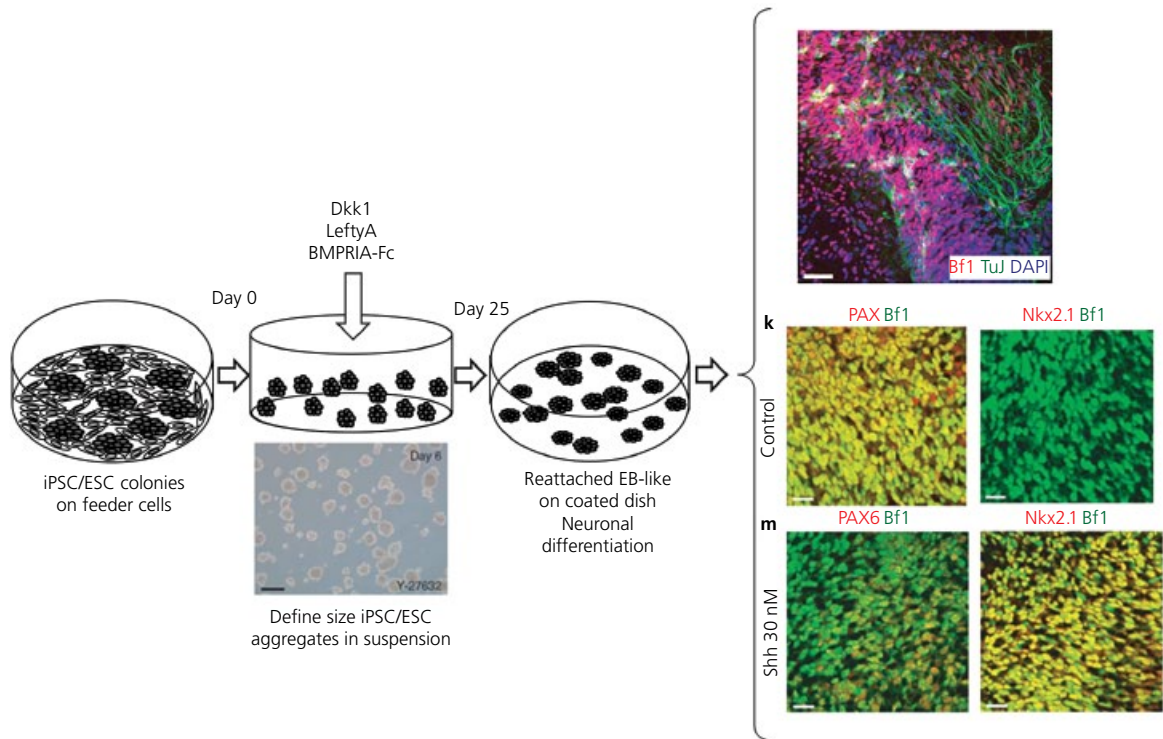 Dkk1
LeftyA
BMPRIA-Fc
Day 0
Day 25
iPSC/ESC colonies
on feeder cells
Day 6
Y-27632
Define size iPSC/ESC
aggregates in suspension
Reattached EB-like
on coated dish
Neuronal
differentiation
Bf1 TuJ DAPI
k
PAX Bf1
Nkx2.1 Bf1
Control
m
PAX6 Bf1
Nkx2.1 Bf1
Shh 30 nM